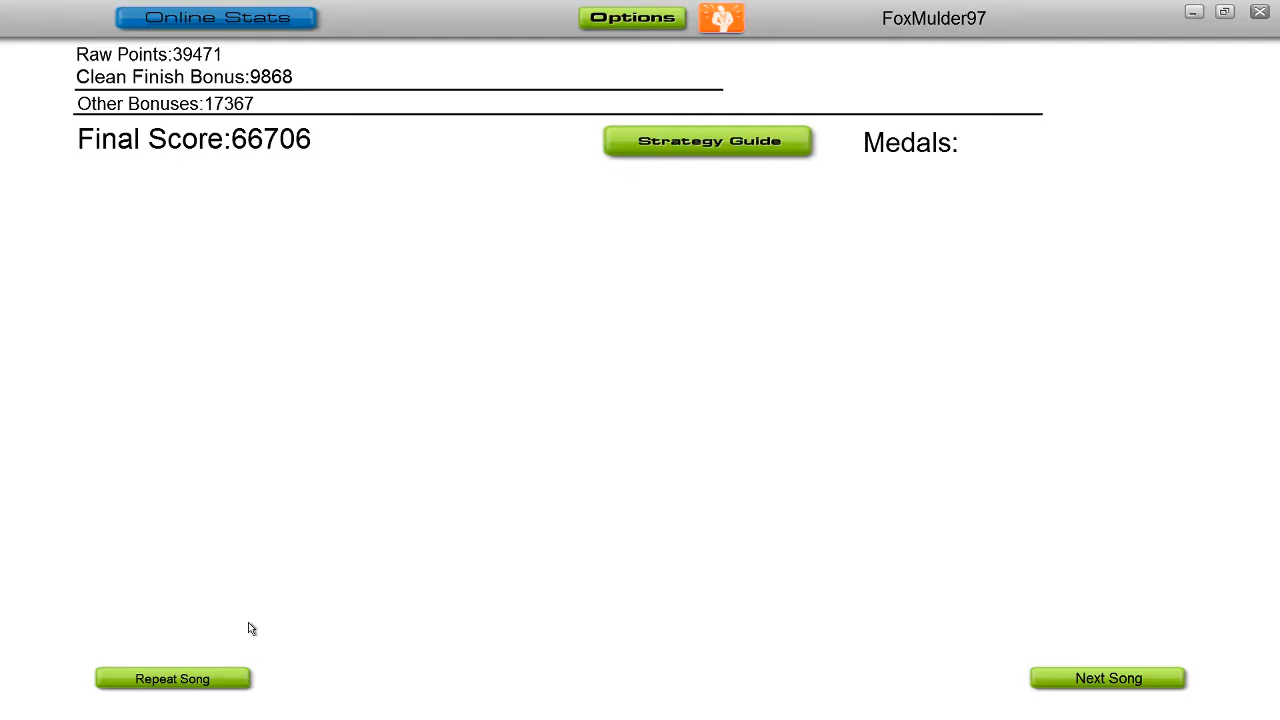 Online Stats
Options
FoxMulder97
Raw Points:39471
Clean Finish Bonus:9868
Other Bonuses:17367
Final Score:66706
Strategy Guide
Medals:
Repeat Song
Next Song